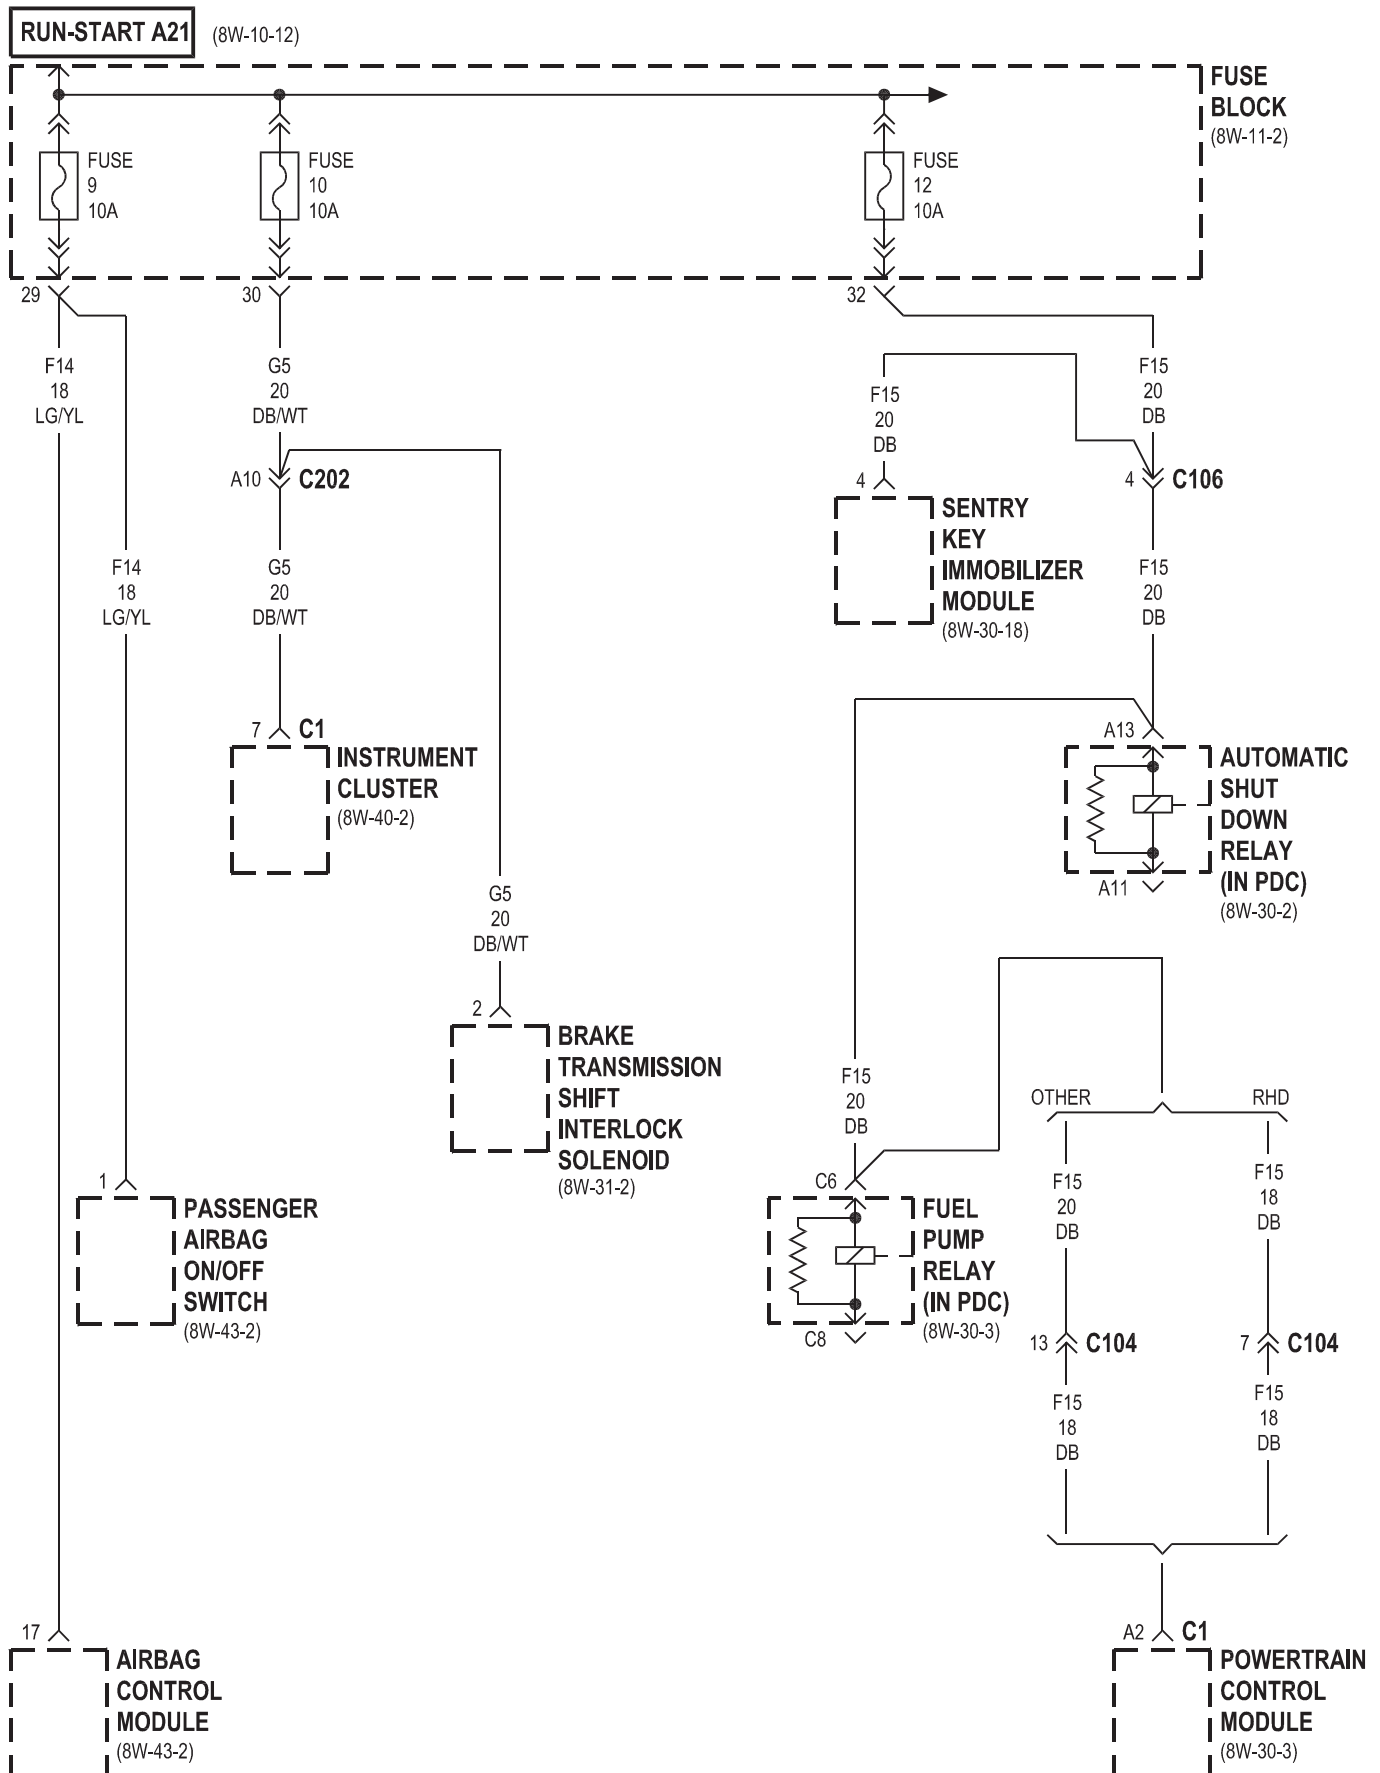 RUN-START A21 (8W-10-12)
FUSE
BLOCK
(8W-11-2)
FUSE
9
10A
FUSE
10
10A
FUSE
12
10A
29
30
32
F14
18
LG/YL
G5
20
DB/WT
F15
20
DB
F15
20
DB
A10 C202
4
4 C106
SENTRY
KEY
IMMOBILIZER
MODULE
(8W-30-18)
F14
18
LG/YL
G5
20
DB/WT
F15
20
DB
7 C1
INSTRUMENT
CLUSTER
(8W-40-2)
A13
AUTOMATIC
SHUT
DOWN
RELAY
(IN PDC)
(8W-30-2)
A11
G5
20
DB/WT
2
BRAKE
TRANSMISSION
SHIFT
INTERLOCK
SOLENOID
(8W-31-2)
F15
20
DB
OTHER
RHD
1
PASSENGER
AIRBAG
ON/OFF
SWITCH
(8W-43-2)
C6
FUEL
PUMP
RELAY
(IN PDC)
(8W-30-3)
C8
F15
20
DB
F15
18
DB
13 C104
7 C104
F15
18
DB
F15
18
DB
17
AIRBAG
CONTROL
MODULE
(8W-43-2)
A2 C1
POWERTRAIN
CONTROL
MODULE
(8W-30-3)